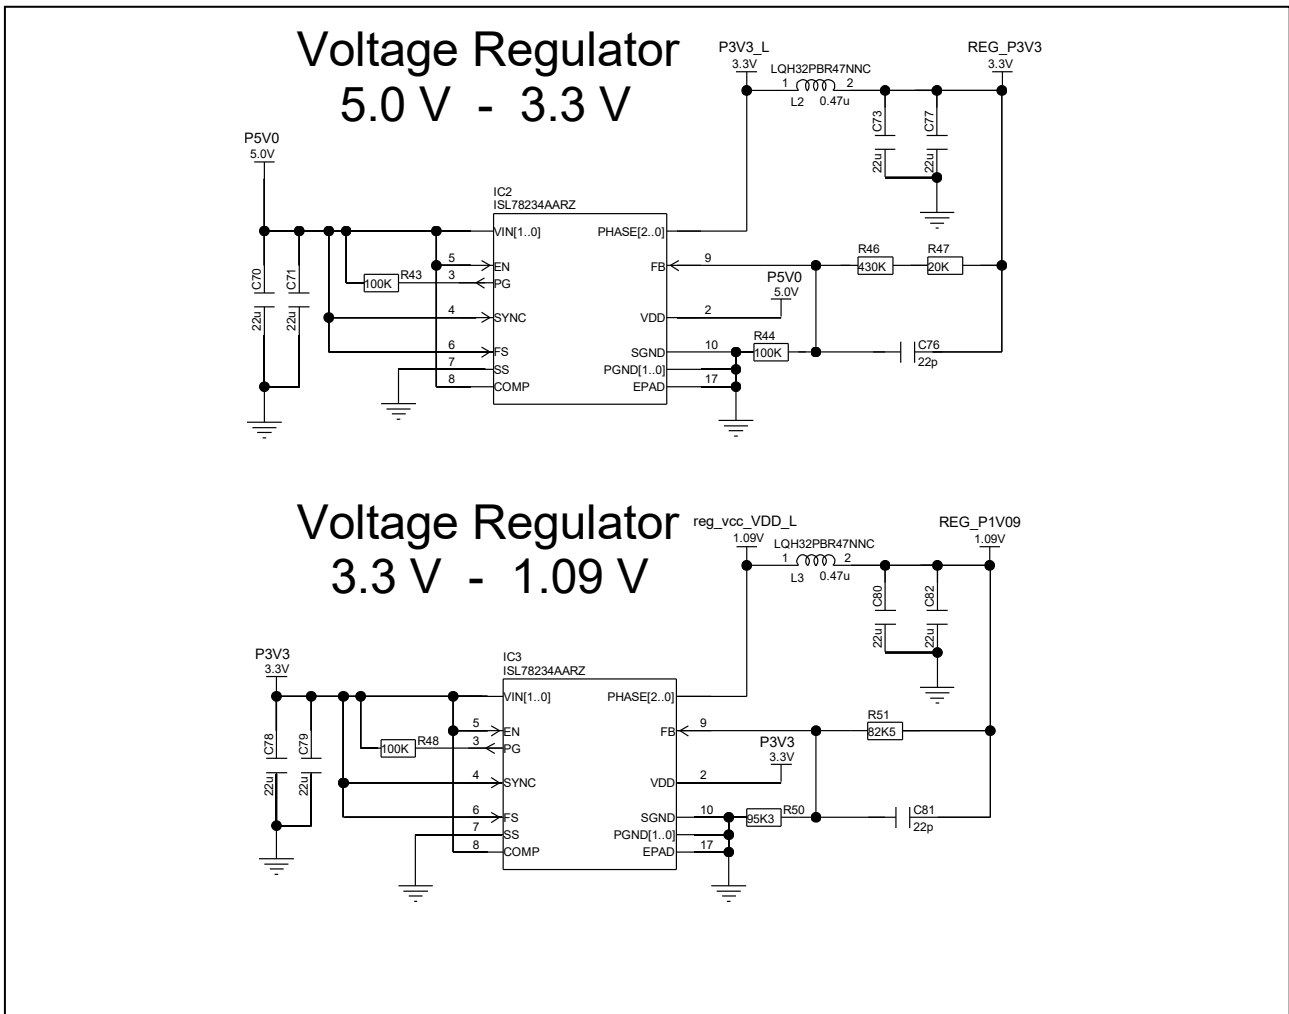 Voltage Regulator
5.0 V - 3.3 V
P3V3_L
3.3V
REG_P3V3
3.3V
LQH32PBR47NNC
1 2
L2 0.47u
C73
22u
C77
22u
P5V0
5.0V
C70
22u
C71
22u
100K R43
IC2
ISL78234AARZ
VIN[1..0]
PHASE[2..0]
5 EN
3 PG
4 SYNC
6 FS
7 SS
8 COMP
FB 9
VDD 2
SGND 10
PGND[1..0]
EPAD 17
P5V0
5.0V
R46
430K
R47
20K
R44
100K
C76
22p
Voltage Regulator
3.3 V - 1.09 V
reg_vcc_VDD_L
1.09V
REG_P1V09
1.09V
LQH32PBR47NNC
1 2
L3 0.47u
C80
22u
C82
22u
P3V3
3.3V
C78
22u
C79
22u
100K R48
IC3
ISL78234AARZ
VIN[1..0]
PHASE[2..0]
5 EN
3 PG
4 SYNC
6 FS
7 SS
8 COMP
FB 9
VDD 2
SGND 10
PGND[1..0]
EPAD 17
P3V3
3.3V
R51
82K5
95K3 R50
C81
22p